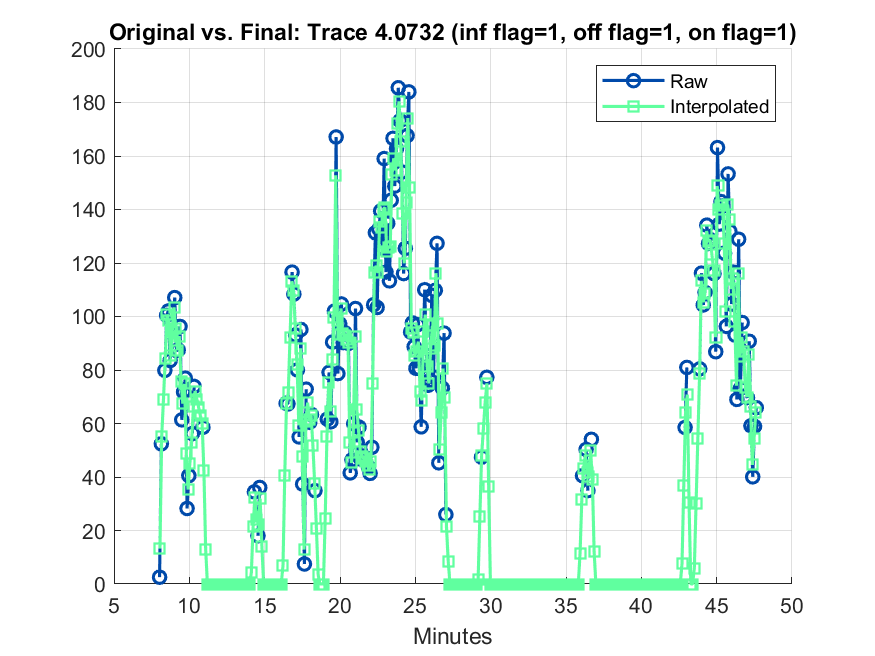 Original vs. Final: Trace 4.0732 (inf flag=1, off flag=1, on flag=1)
200
180
160
140
120
100
80
60
40
20
0
Raw
Interpolated
5 10 15 20 25 30 35 40 45 50
Minutes